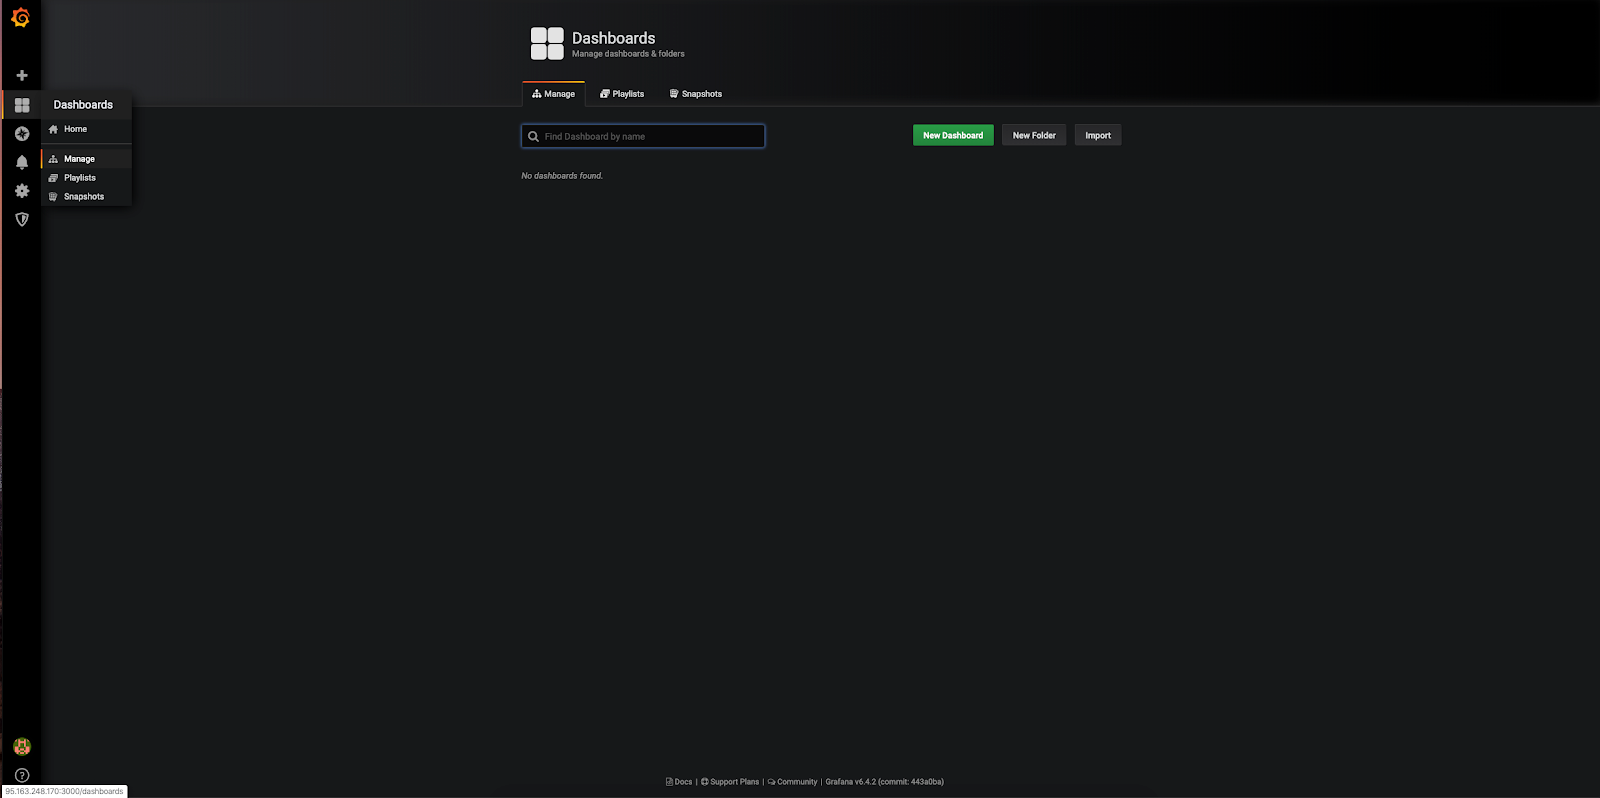 Dashboards
Manage dashboards & folders
Manage
Playlists
Snapshots
Dashboards
Home
Manage
Playlists
Snapshots
Find Dashboard by name
New Dashboard
New Folder
Import
No dashboards found.
Docs | Support Plans | Community | Grafana v6.4.2 (commit: 443a0ba)
95.163.248.170:3000/dashboards